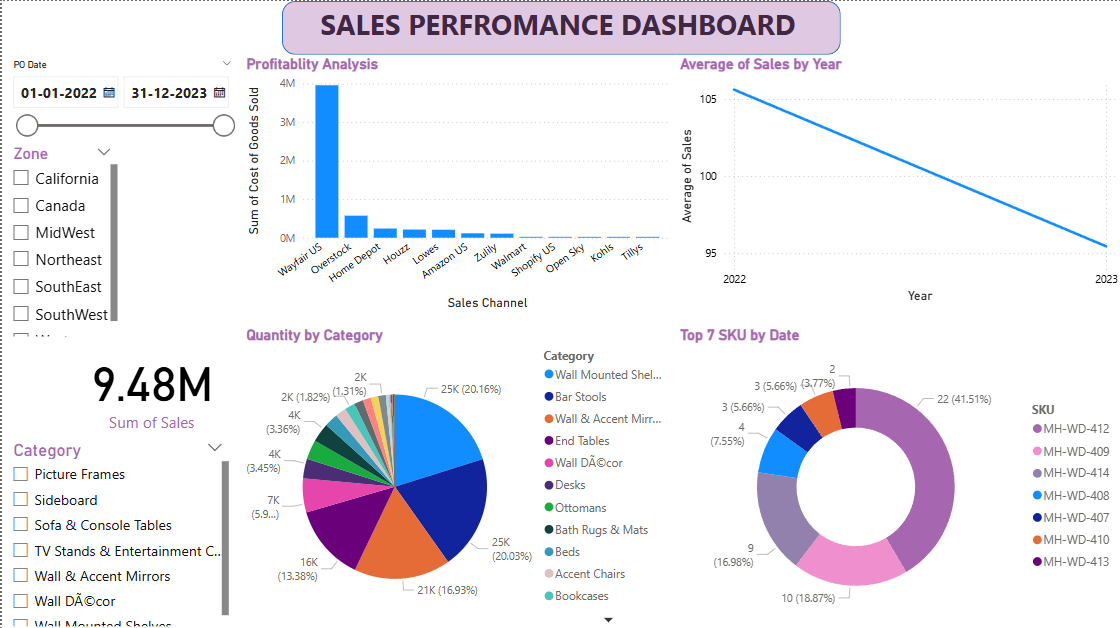 SALES PERFROMANCE DASHBOARD
PO Date
01-01-2022
31-12-2023
Zone
California
Canada
MidWest
Northeast
SouthEast
SouthWest
9.48M
Sum of Sales
Category
Picture Frames
Sideboard
Sofa & Console Tables
TV Stands & Entertainment C...
Wall & Accent Mirrors
Wall DÃ©cor
Wall Mounted Shelves
Profitablity Analysis
Sum of Cost of Goods Sold
4M
3M
2M
1M
0M
Wayfair US
Overstock
Home Depot
Houzz
Lowes
Amazon US
Zulily
Walmart
Shopify US
Open Sky
Kohls
Tillys
Sales Channel
Average of Sales by Year
Average of Sales
105
100
95
2022
2023
Year
Quantity by Category
25K (20.16%)
25K
(20.03%)
21K (16.93%)
16K
(13.38%)
7K
(5.9...)
4K
(3.45%)
4K
(3.36%)
2K (1.82%)
2K
(1.31%)
Category
Wall Mounted Shel...
Bar Stools
Wall & Accent Mirr...
End Tables
Wall DÃ©cor
Desks
Ottomans
Bath Rugs & Mats
Beds
Accent Chairs
Bookcases
Top 7 SKU by Date
22 (41.51%)
10 (18.87%)
9
(16.98%)
4
(7.55%)
3 (5.66%)
3 (5.66%)
2
(3.77%)
SKU
MH-WD-412
MH-WD-409
MH-WD-414
MH-WD-408
MH-WD-407
MH-WD-410
MH-WD-413